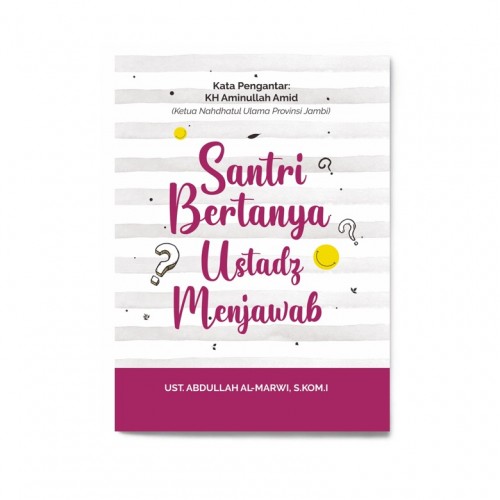 Kata Pengantar:
KH Aminullah Amid
(Ketua Nahdhatul Ulama Provinsi Jambi)
Santri
Bertanya
Ustadz
Menjawab
UST. ABDULLAH AL-MARWI, S.KOM.I